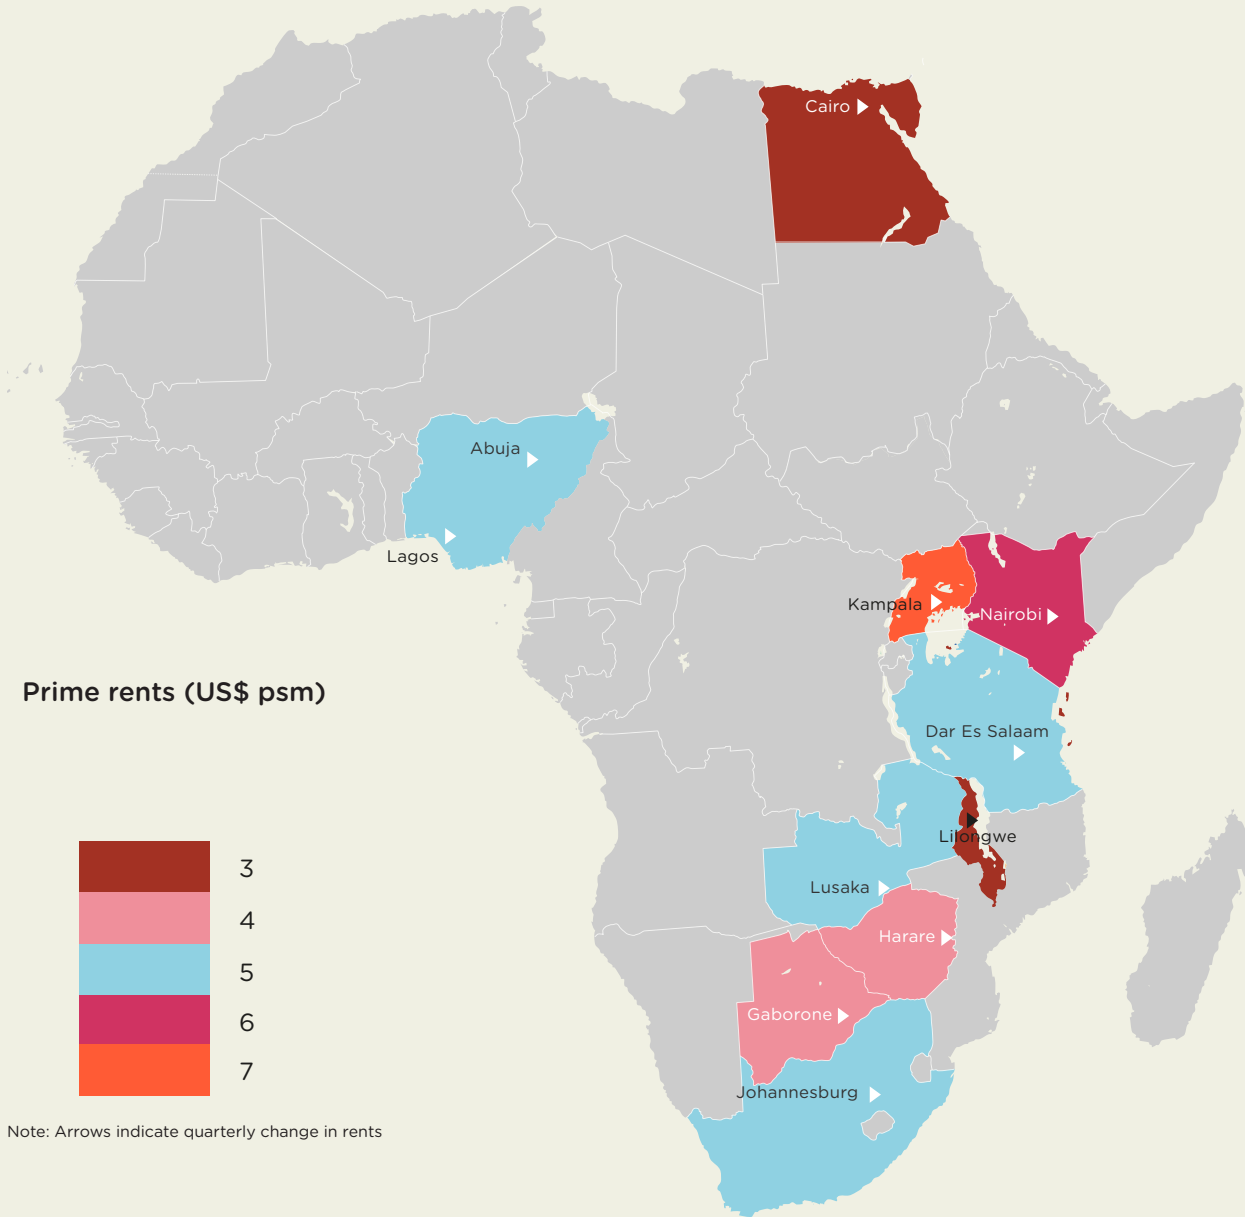 Cairo
Abuja
Lagos
Kampala
Nairobi
Prime rents (US$ psm)
Dar Es Salaam
Lilongwe
3
Lusaka
4
Harare
5
Gaborone
6
7
Johannesburg
Note: Arrows indicate quarterly change in rents